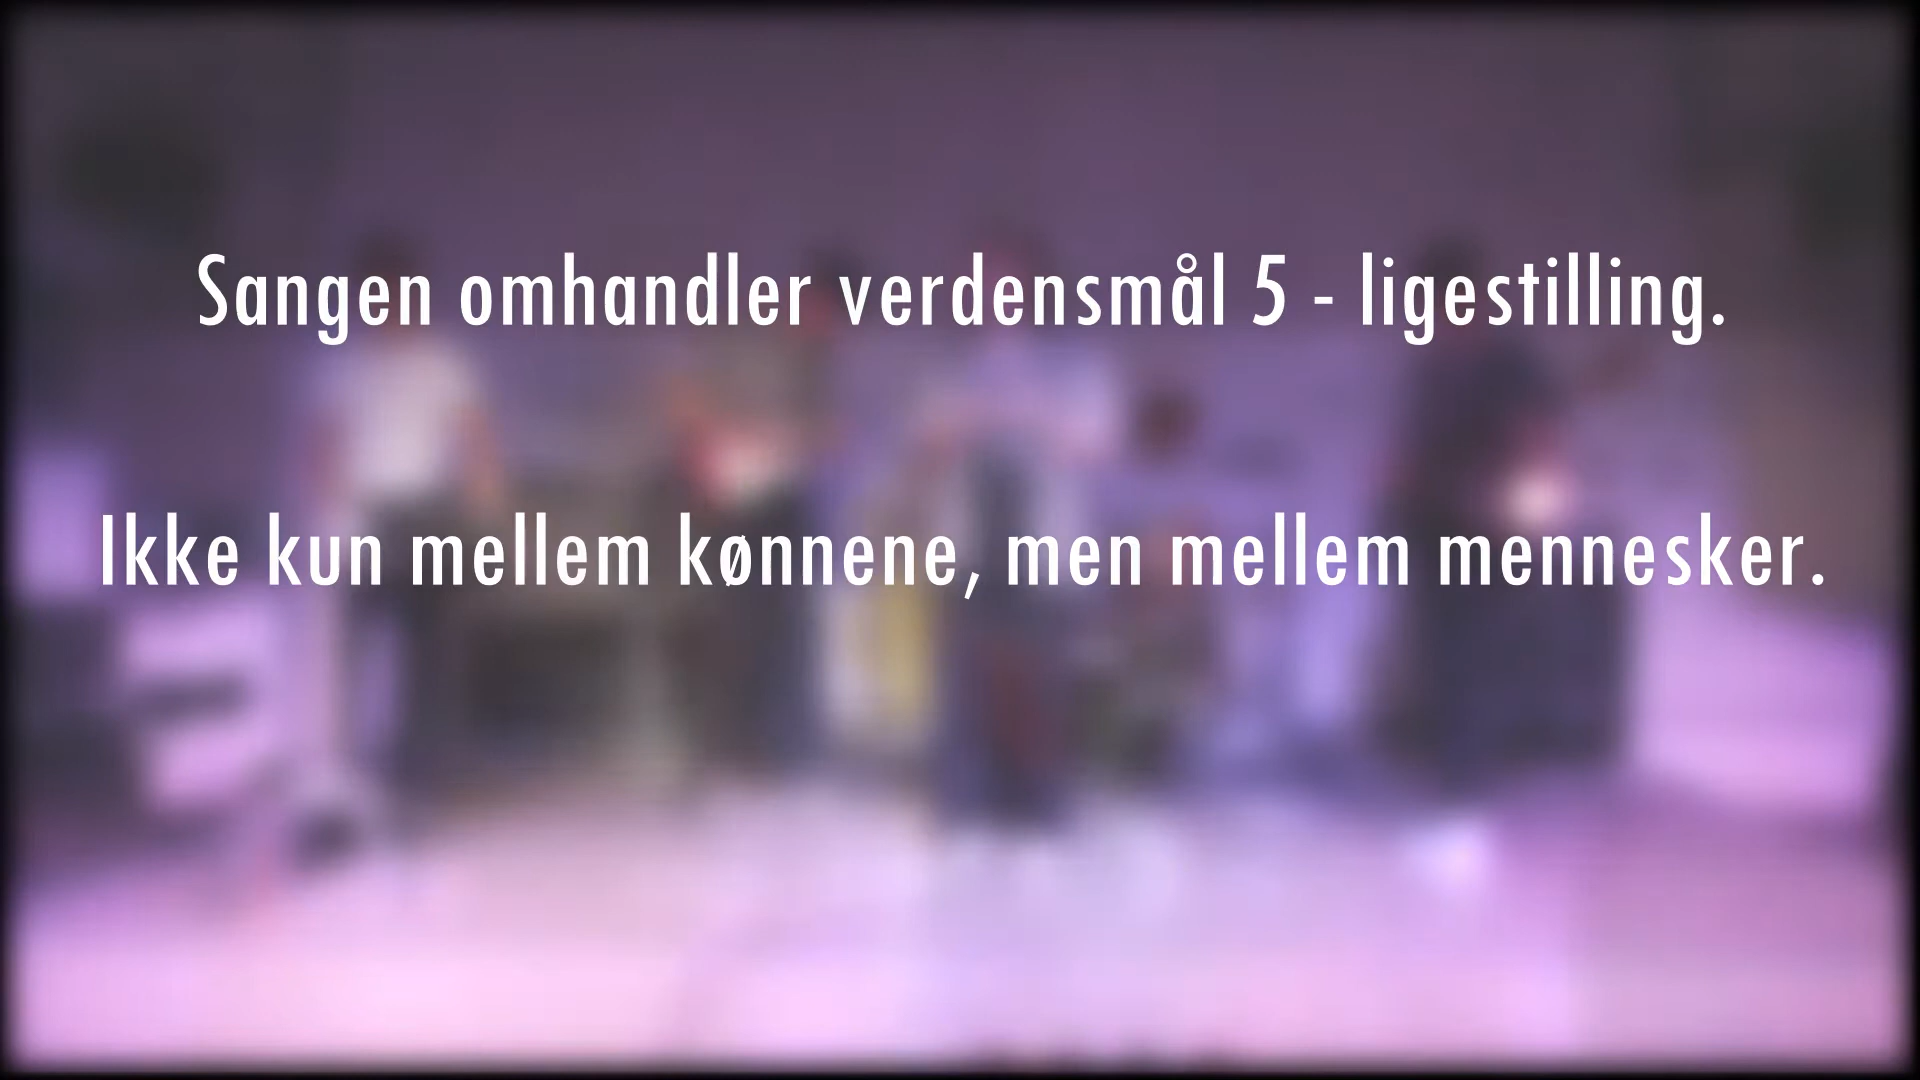 Sangen omhandler verdensmål 5 - ligestilling.
Ikke kun mellem kønnene, men mellem mennesker.